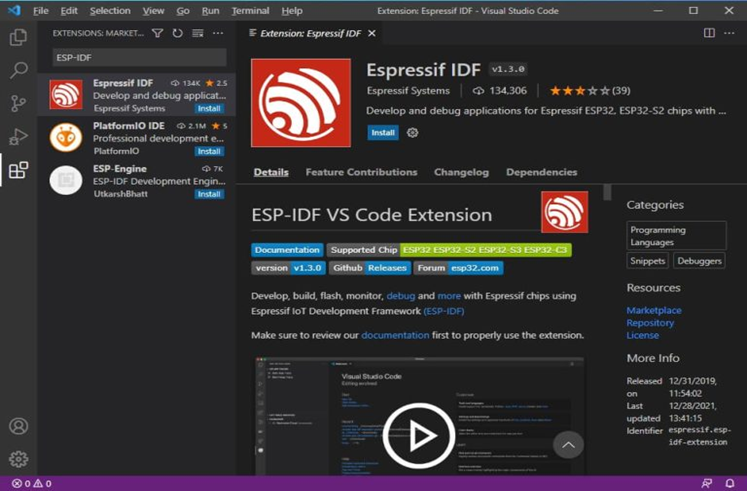 File Edit Selection View Go Run Terminal Help Extension: Espressif IDF - Visual Studio Code
EXTENSIONS: MARKET...
ESP-IDF
Espressif IDF 134K 2.5
Develop and debug applicat...
Espressif Systems Install
PlatformIO IDE 2.1M 5
Professional development e...
PlatformIO Install
ESP-Engine 7K
ESP-IDF Development Engin...
UtkarshBhatt Install
Extension: Espressif IDF
Espressif IDF v1.3.0
Espressif Systems 134,306 (39)
Develop and debug applications for Espressif ESP32, ESP32-S2 chips with ...
Install
Details Feature Contributions Changelog Dependencies
ESP-IDF VS Code Extension
Documentation Supported Chip ESP32 ESP32-S2 ESP32-S3 ESP32-C3
version v1.3.0 Github Releases Forum esp32.com
Develop, build, flash, monitor, debug and more with Espressif chips using
Espressif IoT Development Framework (ESP-IDF)
Make sure to review our documentation first to properly use the extension.
Visual Studio Code
Editing evolved
Categories
Programming
Languages
Snippets Debuggers
Resources
Marketplace
Repository
License
More Info
Released 12/31/2019,
on 11:54:02
Last 12/28/2021,
updated 13:41:15
Identifier espressif.esp-
idf-extension
0 0